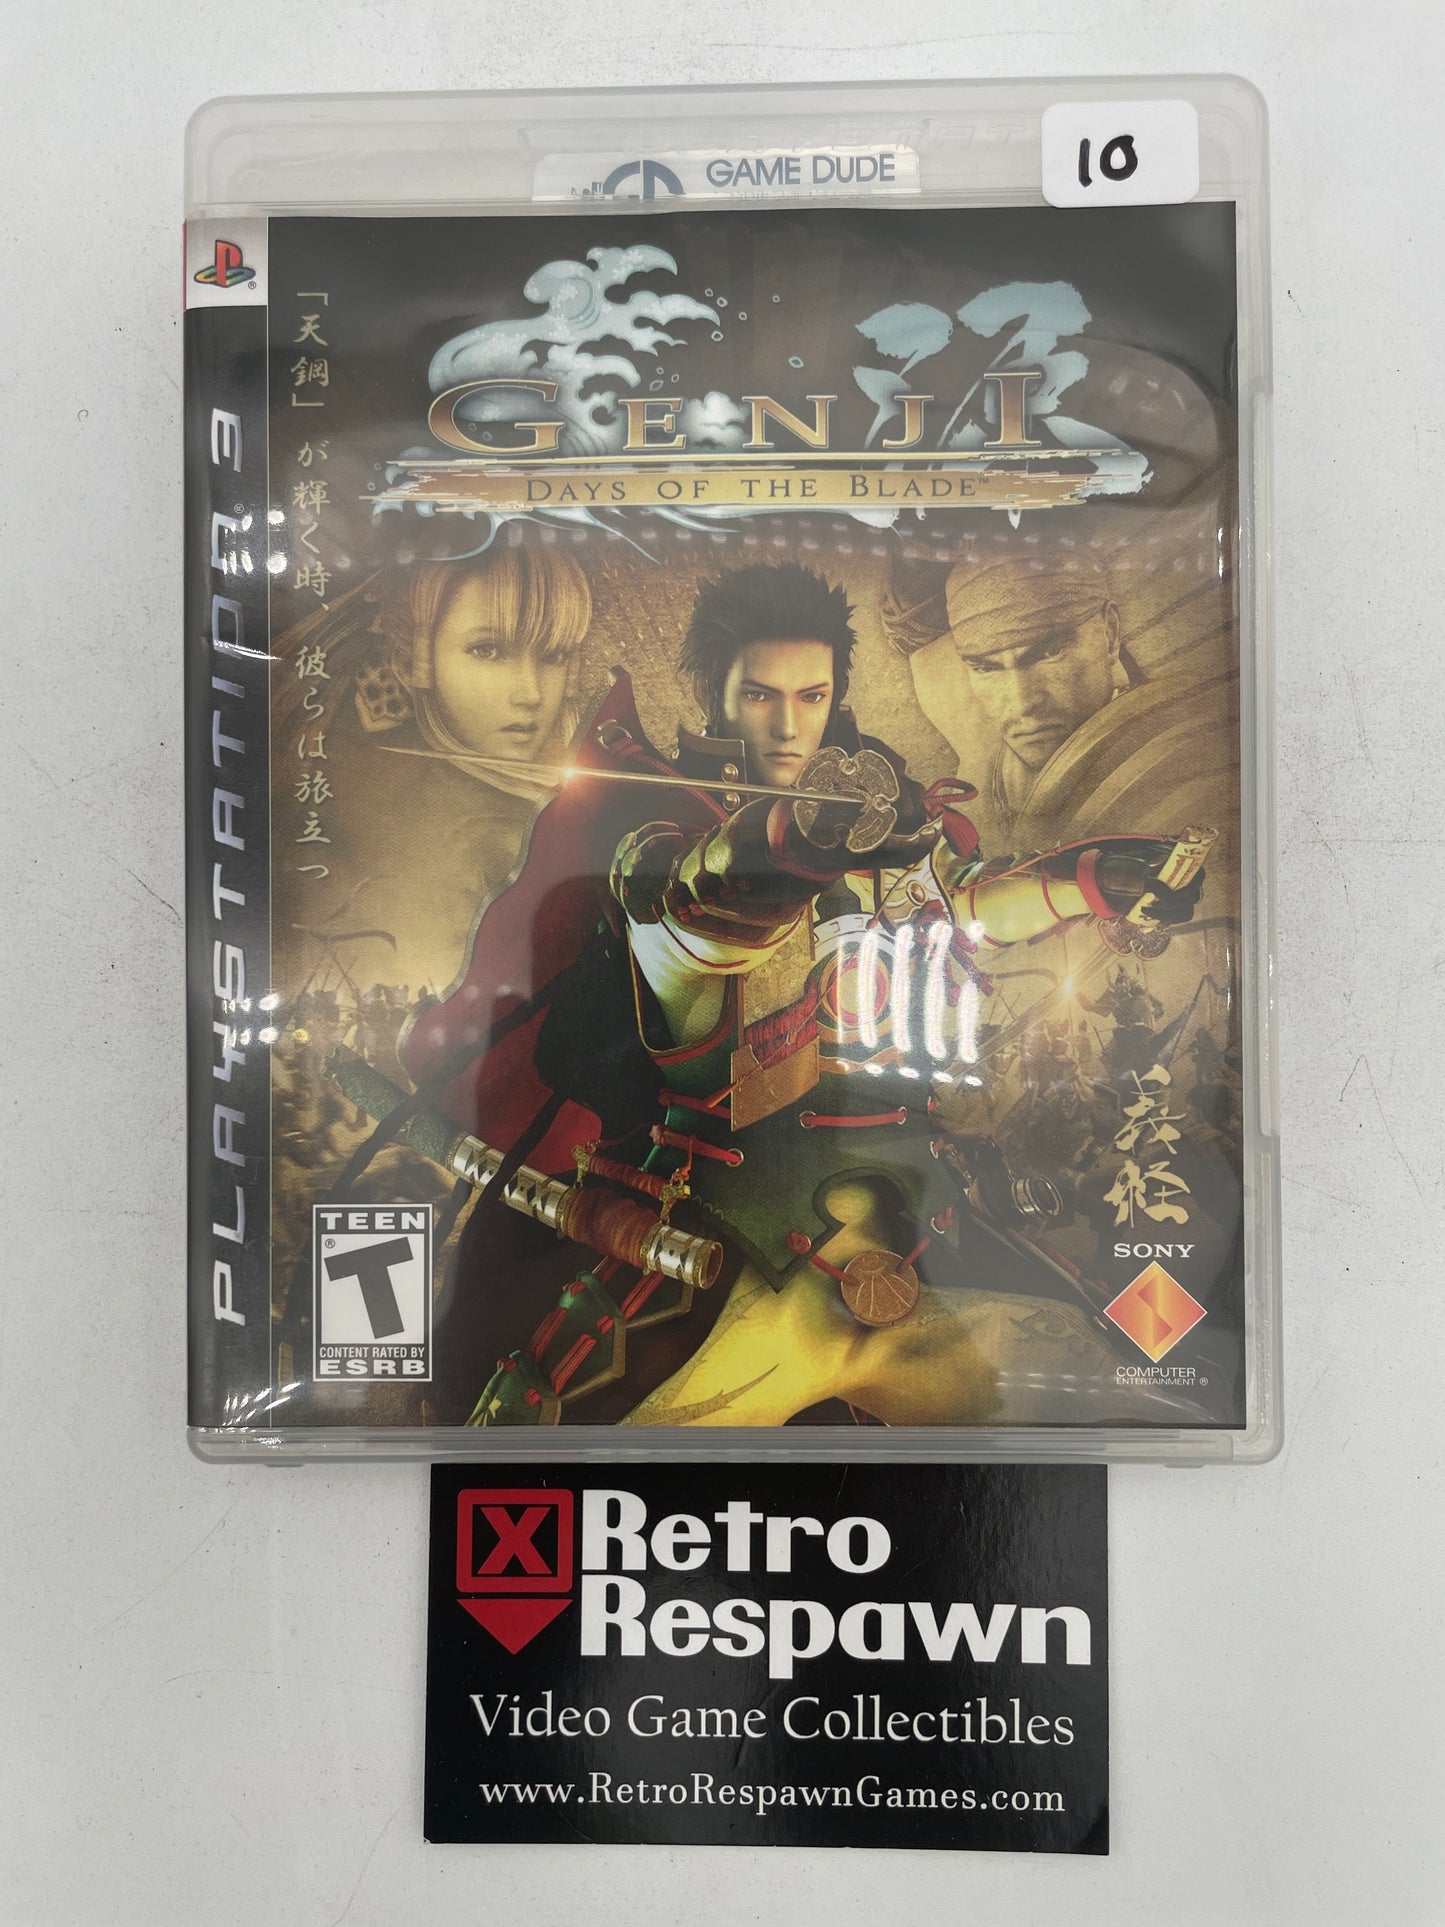 GAME DUDE
10
PLAYSTATION®3
「天鋼」が輝く時、彼らは旅立つ
源
GENJI
DAYS OF THE BLADE™
義経
TEEN
T
®
CONTENT RATED BY
ESRB
SONY
COMPUTER
ENTERTAINMENT ®
Retro
Respawn
Video Game Collectibles
www.RetroRespawnGames.com